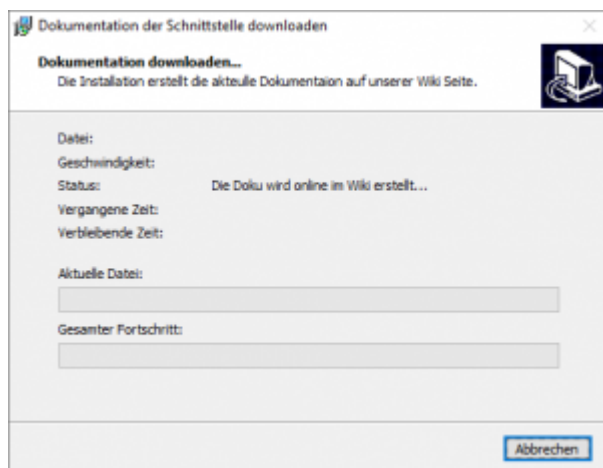 Dokumentation der Schnittstelle downloaden
Dokumentation downloaden...
Die Installation erstellt die akteulle Dokumentaion auf unserer Wiki Seite.
Datei:
Geschwindigkeit:
Status: Die Doku wird online im Wiki erstellt...
Vergangene Zeit:
Verbleibende Zeit:
Aktuelle Datei:
Gesamter Fortschritt:
Abbrechen